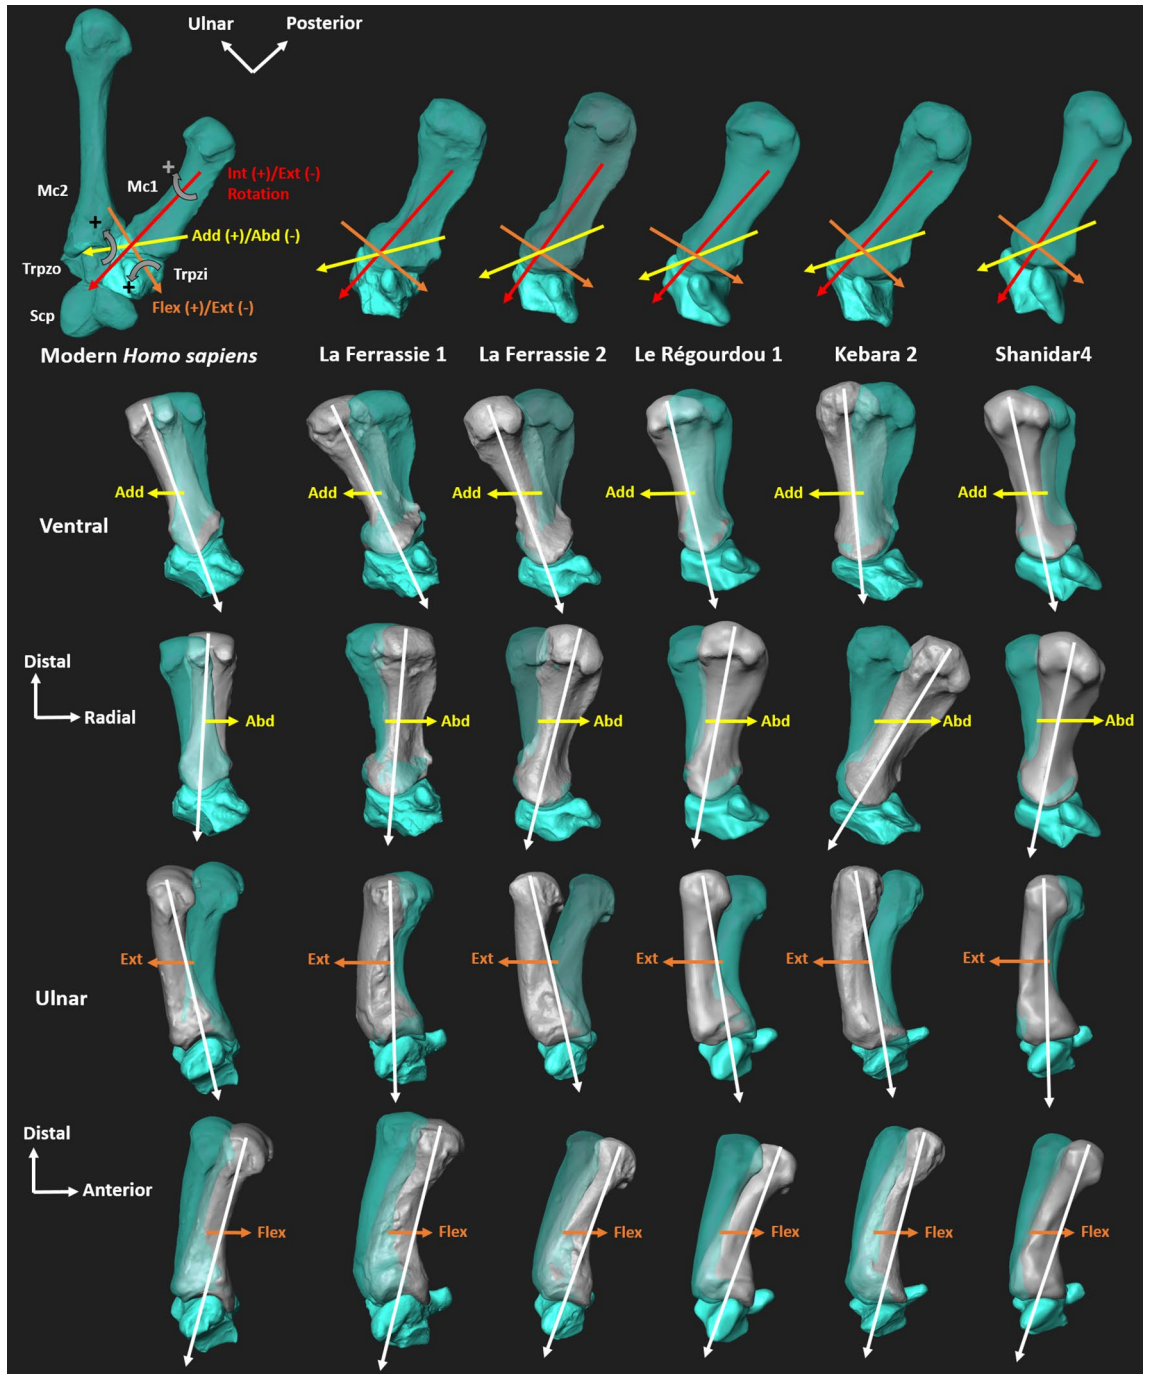 Ulnar
Posterior
+
Mc1
Int (+)/Ext (-)
Rotation
Mc2
+
Add (+)/Abd (-)
Trpzo
Trpzi
+
Flex (+)/Ext (-)
Scp
Modern Homo sapiens
La Ferrassie 1
La Ferrassie 2
Le Régourdou 1
Kebara 2
Shanidar4
Add
Add
Add
Add
Add
Add
Ventral
Distal
Radial
Abd
Abd
Abd
Abd
Abd
Abd
Ext
Ext
Ext
Ext
Ext
Ext
Ulnar
Distal
Anterior
Flex
Flex
Flex
Flex
Flex
Flex